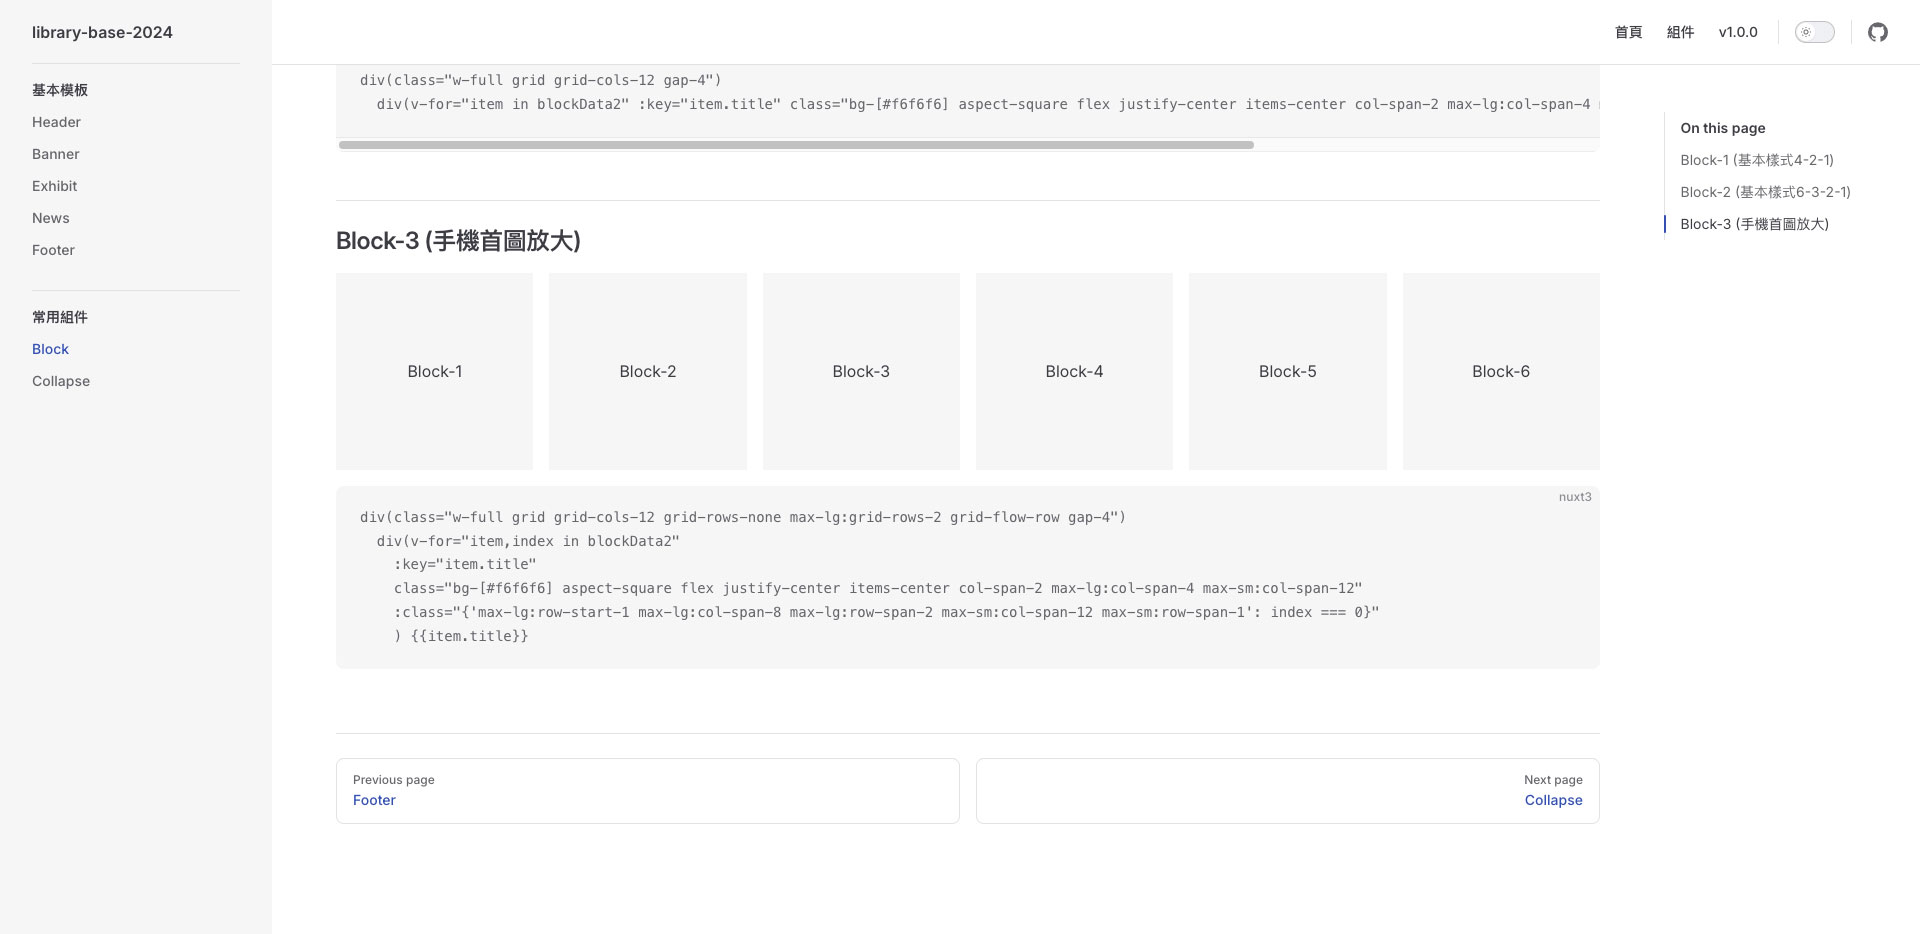 library-base-2024
首頁
組件
v1.0.0
基本模板
Header
Banner
Exhibit
News
Footer
常用組件
Block
Collapse
div(class="w-full grid grid-cols-12 gap-4")
div(v-for="item in blockData2" :key="item.title" class="bg-[#f6f6f6] aspect-square flex justify-center items-center col-span-2 max-lg:col-span-4
Block-3 (手機首圖放大)
Block-1
Block-2
Block-3
Block-4
Block-5
Block-6
nuxt3
div(class="w-full grid grid-cols-12 grid-rows-none max-lg:grid-rows-2 grid-flow-row gap-4")
div(v-for="item,index in blockData2"
:key="item.title"
class="bg-[#f6f6f6] aspect-square flex justify-center items-center col-span-2 max-lg:col-span-4 max-sm:col-span-12"
:class="{'max-lg:row-start-1 max-lg:col-span-8 max-lg:row-span-2 max-sm:col-span-12 max-sm:row-span-1': index === 0}"
) {{item.title}}
Previous page
Footer
Next page
Collapse
On this page
Block-1 (基本樣式4-2-1)
Block-2 (基本樣式6-3-2-1)
Block-3 (手機首圖放大)